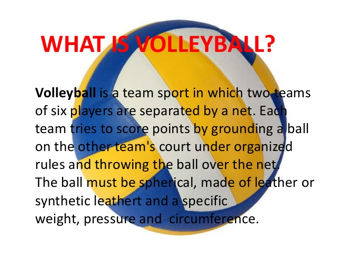 WHAT IS VOLLEYBALL?
Volleyball is a team sport in which two teams
of six players are separated by a net. Each
team tries to score points by grounding a ball
on the other team's court under organized
rules and throwing the ball over the net.
The ball must be spherical, made of leather or
synthetic leathert and a specific
weight, pressure and  circumference.